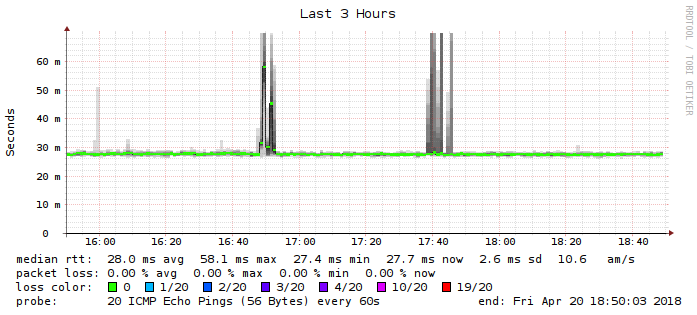 Last 3 Hours
RRDTOOL / TOBI OETIKER
Seconds
60 m
50 m
40 m
30 m
20 m
10 m
0
16:00 16:20 16:40 17:00 17:20 17:40 18:00 18:20 18:40
median rtt: 28.0 ms avg 58.1 ms max 27.4 ms min 27.7 ms now 2.6 ms sd 10.6 am/s
packet loss: 0.00 % avg 0.00 % max 0.00 % min 0.00 % now
loss color: 0 1/20 2/20 3/20 4/20 10/20 19/20
probe: 20 ICMP Echo Pings (56 Bytes) every 60s end: Fri Apr 20 18:50:03 2018